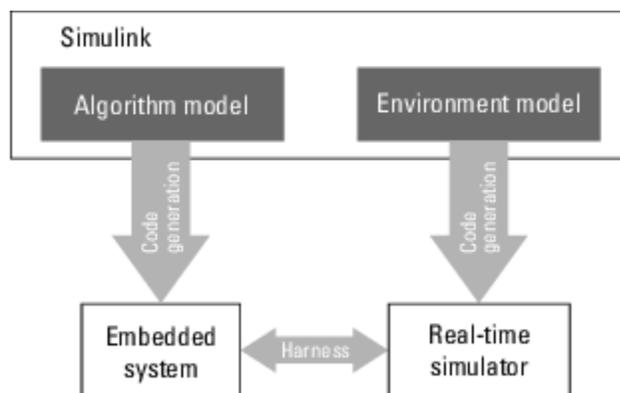 Simulink
Algorithm model
Environment model
Code
generation
Code
generation
Embedded
system
Harness
Real-time
simulator